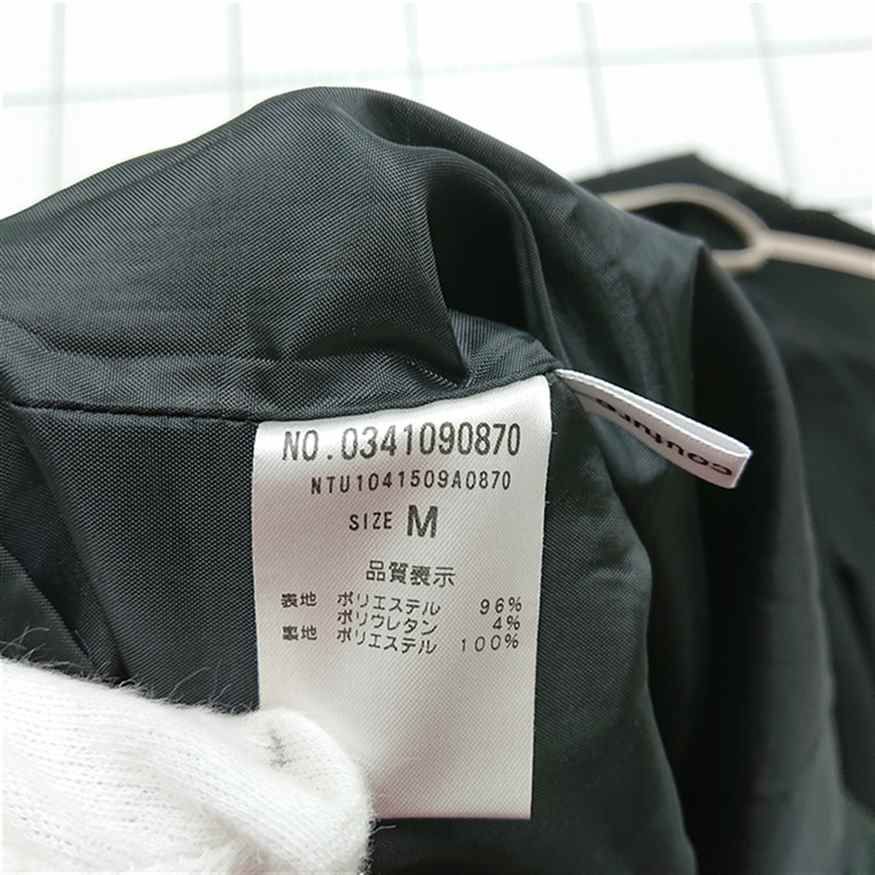 NO.0341090870
NTU1041509A0870
SIZE M
品質表示
表地 ポリエステル 96%
ポリウレタン 4%
裏地 ポリエステル 100%
couture